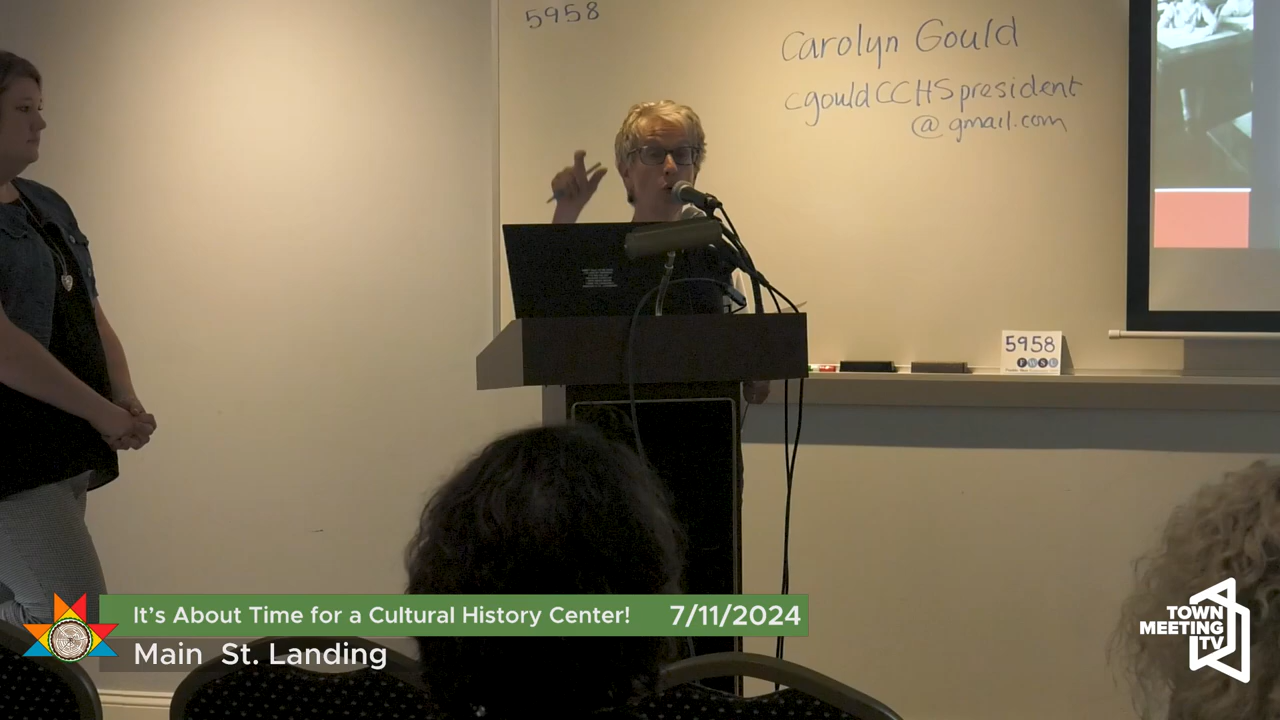 5958
Carolyn Gould
cgouldCCHSpresident
@gmail.com
5958
It's About Time for a Cultural History Center! 7/11/2024
Main St. Landing
TOWN
MEETING
TV